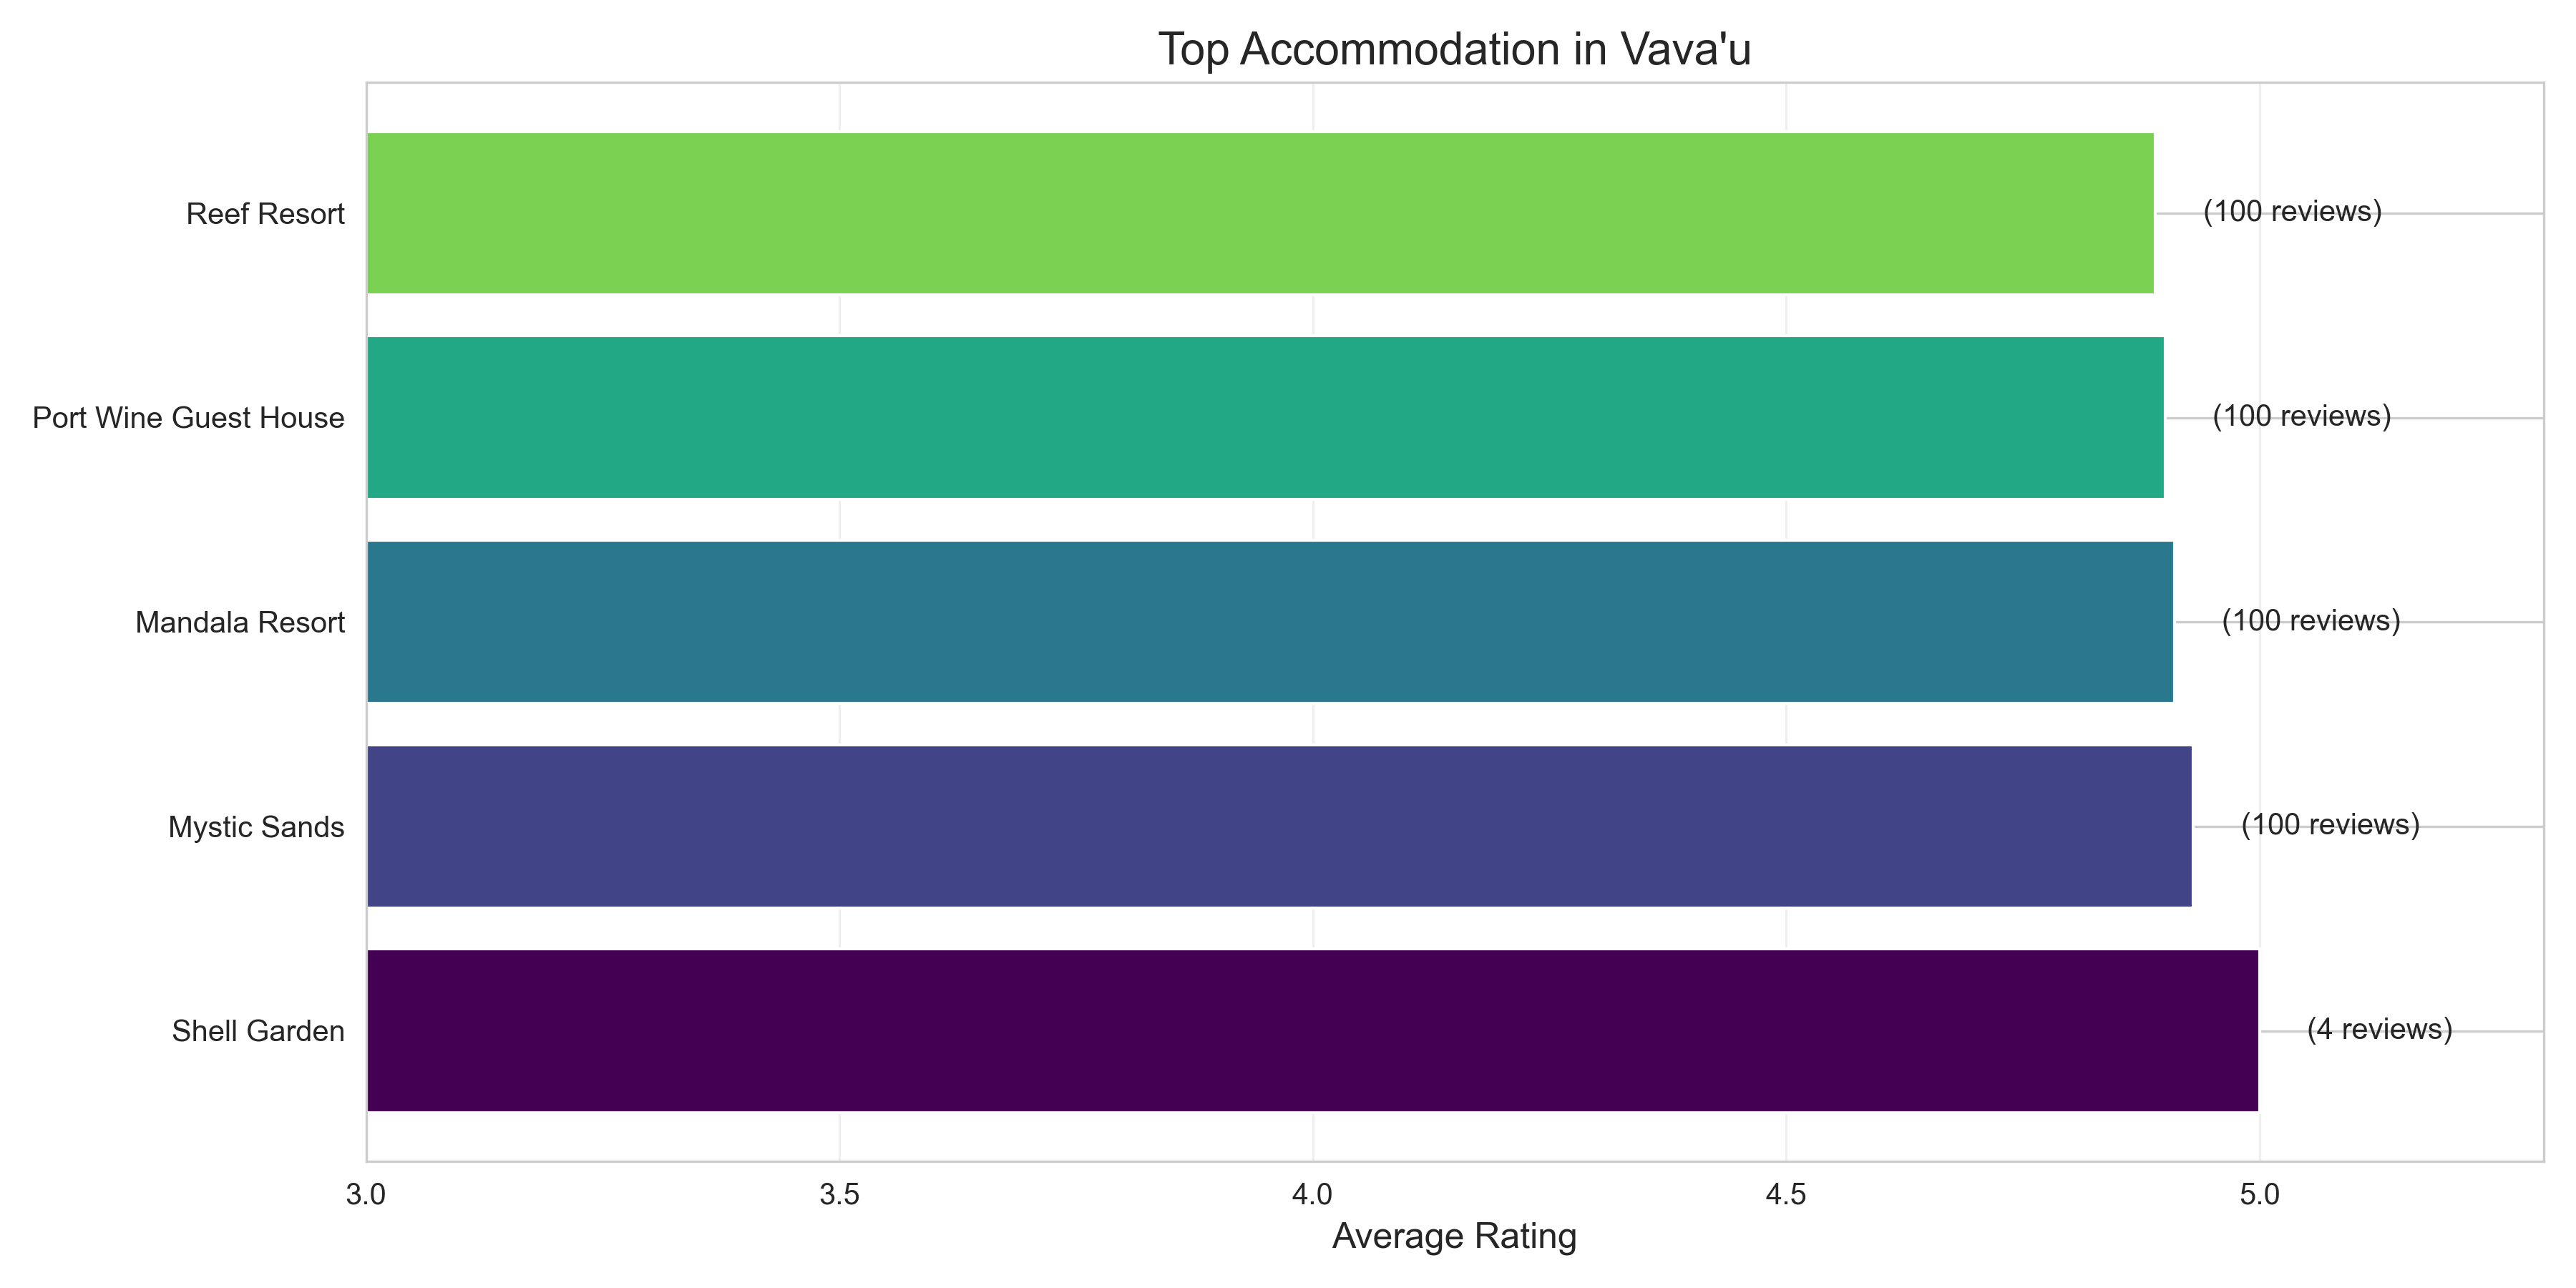 Top Accommodation in Vava'u
Reef Resort
(100 reviews)
Port Wine Guest House
(100 reviews)
Mandala Resort
(100 reviews)
Mystic Sands
(100 reviews)
Shell Garden
(4 reviews)
3.0 3.5 4.0 4.5 5.0
Average Rating